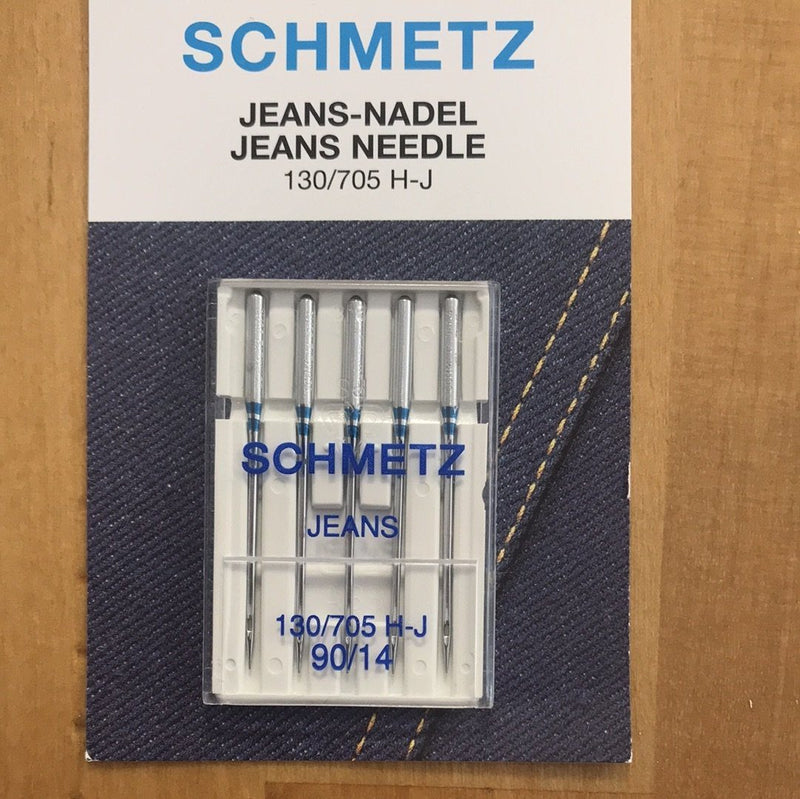 SCHMETZ
JEANS-NADEL
JEANS NEEDLE
130/705 H-J
SCHMETZ
JEANS
130/705 H-J
90/14